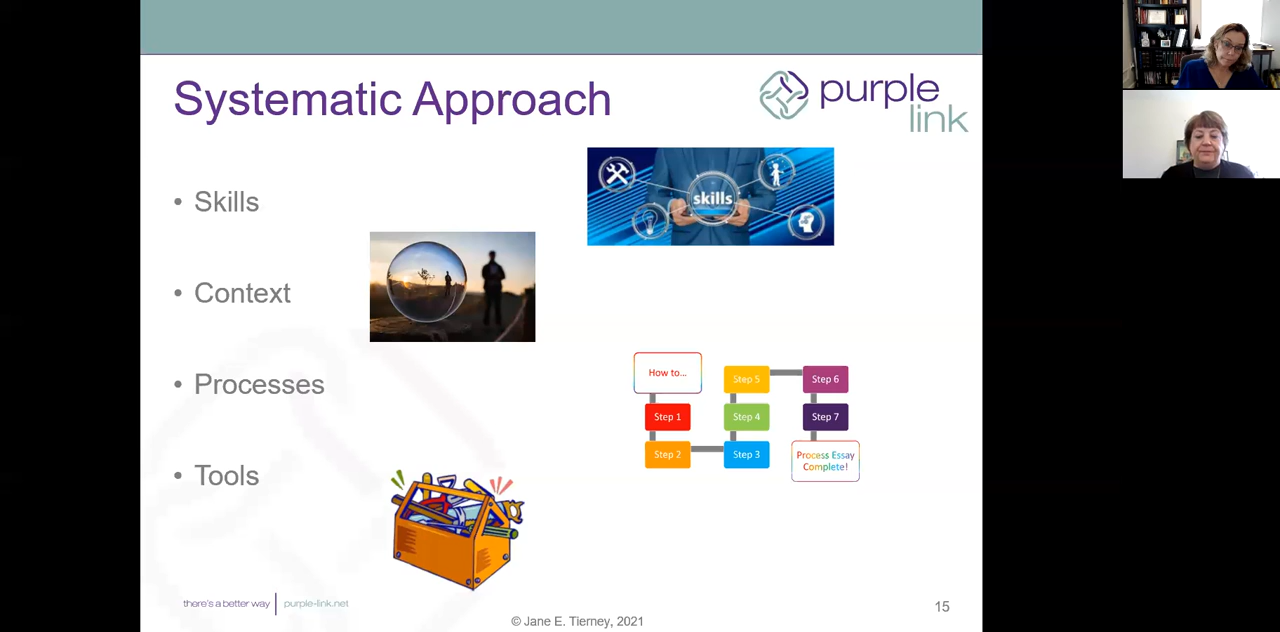 Systematic Approach
purple
link
• Skills
skills
• Context
How to...
Step 5
Step 6
Step 1
Step 4
Step 7
• Processes
Step 2
Step 3
Process Essay
Complete!
• Tools
there's a better way | purple-link.net
15
© Jane E. Tierney, 2021